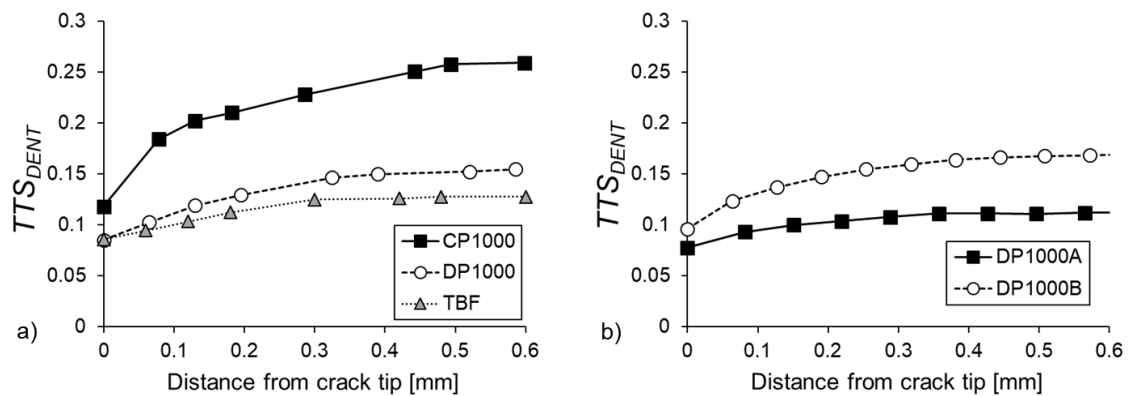 0.3
0.25
0.2
0.15
0.1
0.05
0
TTS_DENT
0 0.1 0.2 0.3 0.4 0.5 0.6
Distance from crack tip [mm]
CP1000
DP1000
TBF
a)
0.3
0.25
0.2
0.15
0.1
0.05
0
TTS_DENT
0 0.1 0.2 0.3 0.4 0.5 0.6
Distance from crack tip [mm]
DP1000A
DP1000B
b)